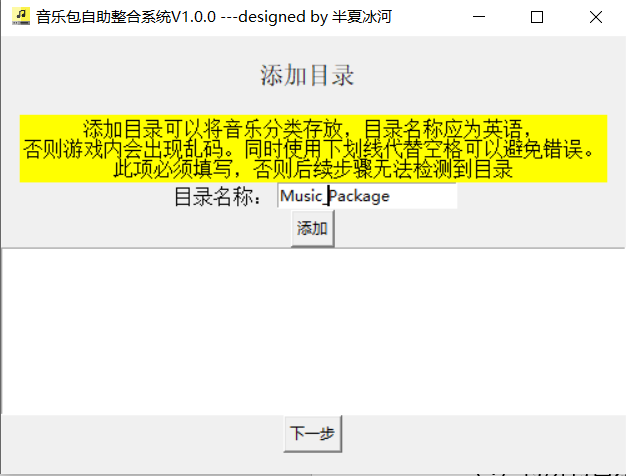 音乐包自助整合系统V1.0.0 ---designed by 半夏冰河
添加目录
添加目录可以将音乐分类存放，目录名称应为英语，
否则游戏内会出现乱码。同时使用下划线代替空格可以避免错误。
此项必须填写，否则后续步骤无法检测到目录
目录名称： Music_Package
添加
下一步